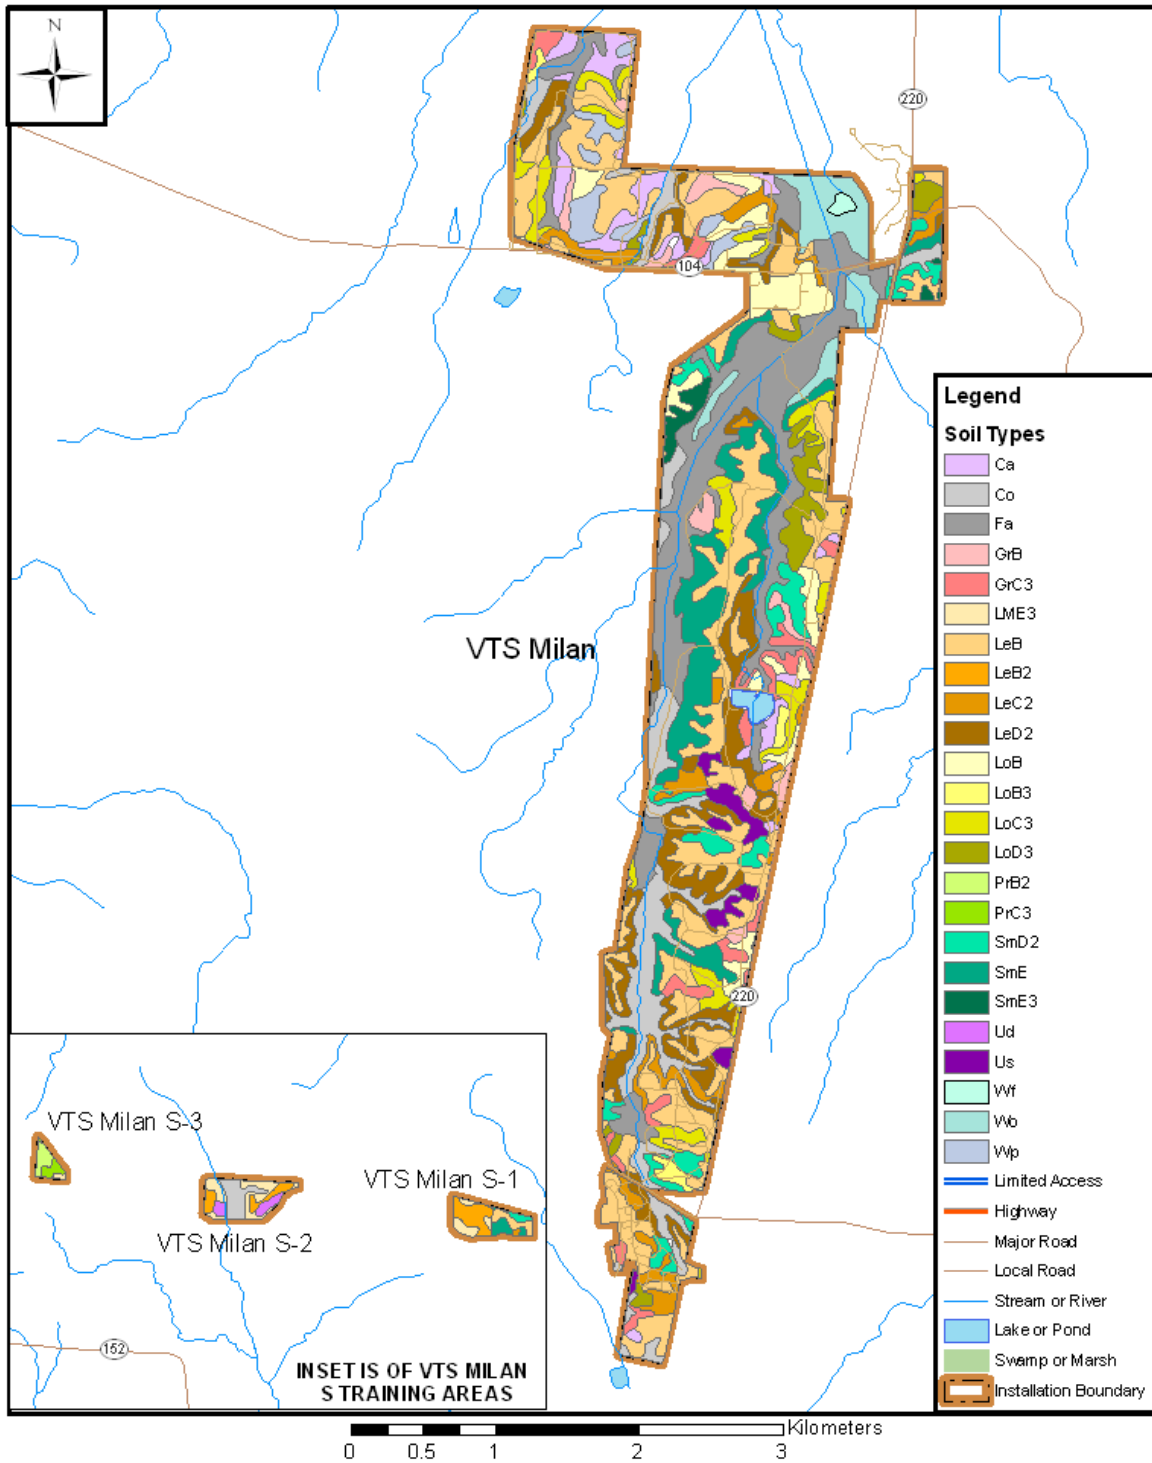 N
220
104
VTS Milan
220
Legend
Soil Types
Ca
Co
Fa
GrB
GrC3
LME3
LeB
LeB2
LeC2
LeD2
LoB
LoB3
LoC3
LoD3
PrB2
PrC3
SmD2
SmE
SmE3
Ud
Us
Wf
Wo
Wp
Limited Access
Highway
Major Road
Local Road
Stream or River
Lake or Pond
Swamp or Marsh
Installation Boundary
VTS Milan S-3
VTS Milan S-1
VTS Milan S-2
152
INSET IS OF VTS MILAN
S TRAINING AREAS
Kilometers
0 0.5 1 2 3